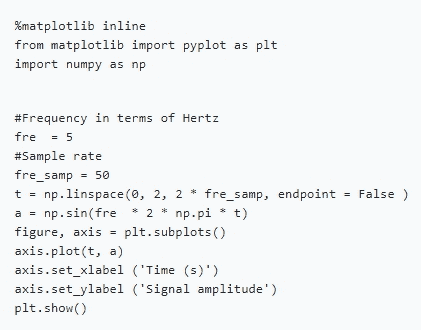 %matplotlib inline
from matplotlib import pyplot as plt
import numpy as np
#Frequency in terms of Hertz
fre  = 5
#Sample rate
fre_samp = 50
t = np.linspace(0, 2, 2 * fre_samp, endpoint = False )
a = np.sin(fre  * 2 * np.pi * t)
figure, axis = plt.subplots()
axis.plot(t, a)
axis.set_xlabel ('Time (s)')
axis.set_ylabel ('Signal amplitude')
plt.show()